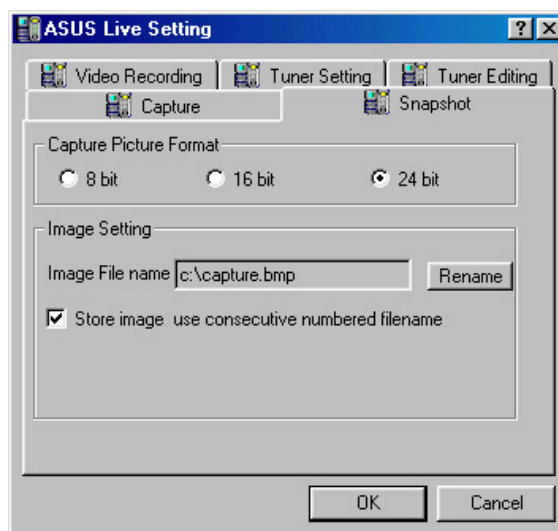 ASUS Live Setting
Video Recording
Tuner Setting
Tuner Editing
Capture
Snapshot
Capture Picture Format
8 bit
16 bit
24 bit
Image Setting
Image File name
c:\capture.bmp
Rename
Store image  use consecutive numbered filename
OK
Cancel